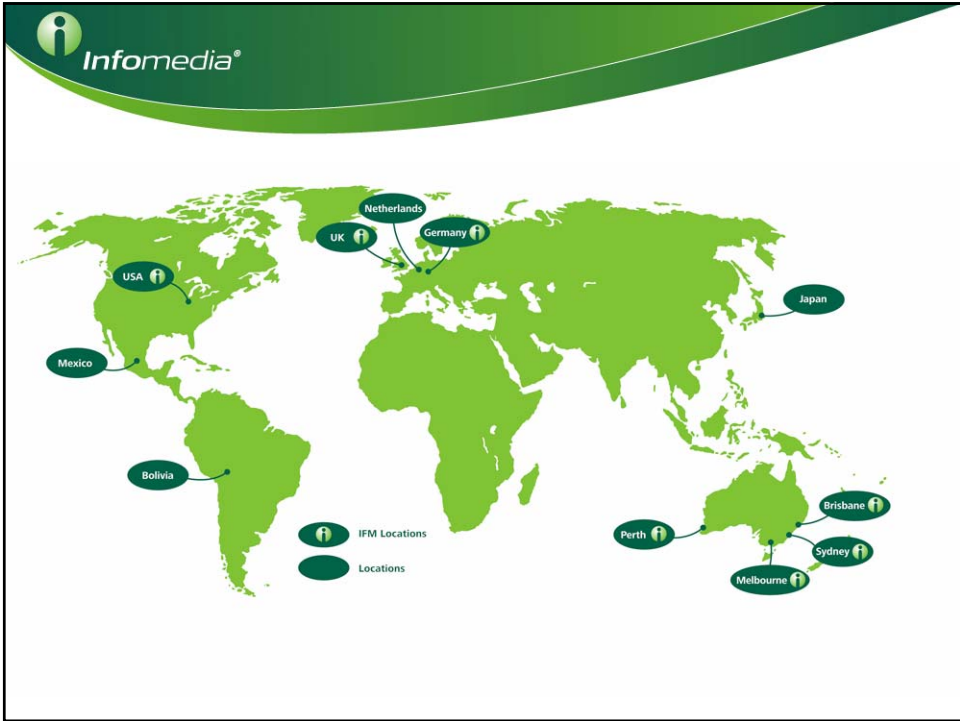 Infomedia®
Netherlands
UK
Germany
USA
Japan
Mexico
Bolivia
Brisbane
Perth
IFM Locations
Sydney
Locations
Melbourne